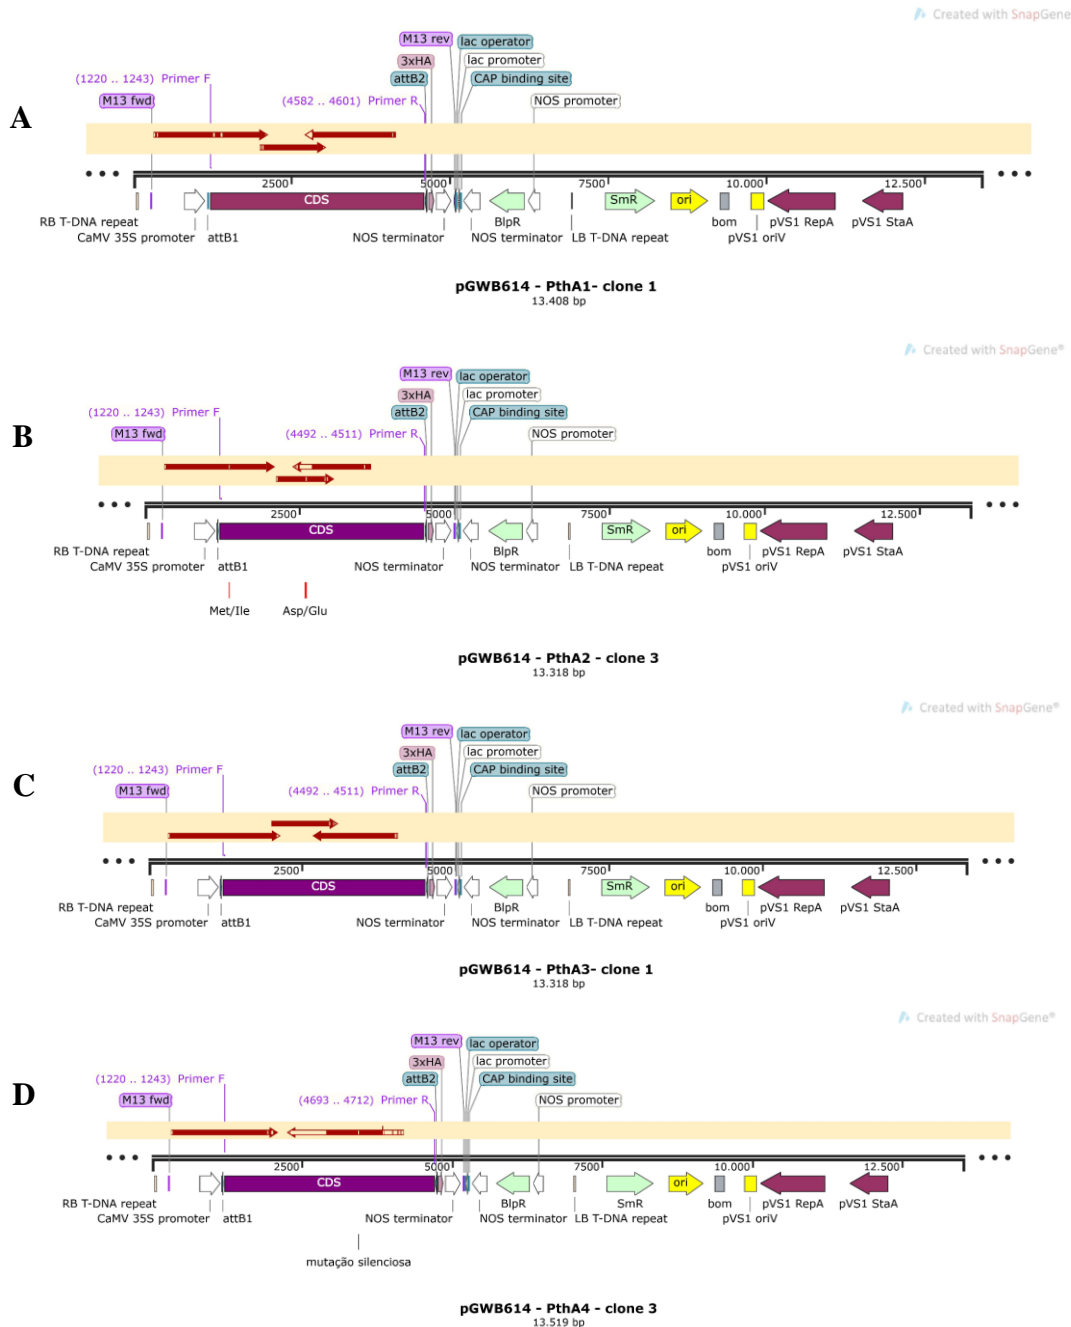 Created with SnapGene
M13 rev
lac operator
3xHA
lac promoter
(1220 .. 1243) Primer F
attB2
CAP binding site
M13 fwd
(4582 .. 4601) Primer R
NOS promoter
A
2500
5000
7500
10.000
12.500
CDS
SmR
ori
RB T-DNA repeat
BlpR
bom
pVS1 RepA
pVS1 StaA
CaMV 35S promoter
attB1
NOS terminator
NOS terminator
LB T-DNA repeat
pVS1 oriV
pGWB614 - PthA1- clone 1
13.408 bp
Created with SnapGene®
M13 rev
lac operator
3xHA
lac promoter
(1220 .. 1243) Primer F
attB2
CAP binding site
M13 fwd
(4492 .. 4511) Primer R
NOS promoter
B
2500
5000
7500
10.000
12.500
CDS
SmR
ori
RB T-DNA repeat
BlpR
bom
pVS1 RepA
pVS1 StaA
CaMV 35S promoter
attB1
NOS terminator
NOS terminator
LB T-DNA repeat
pVS1 oriV
Met/Ile
Asp/Glu
pGWB614 - PthA2 - clone 3
13.318 bp
Created with SnapGene®
M13 rev
lac operator
3xHA
lac promoter
(1220 .. 1243) Primer F
attB2
CAP binding site
M13 fwd
(4492 .. 4511) Primer R
NOS promoter
C
2500
5000
7500
10.000
12.500
CDS
SmR
ori
RB T-DNA repeat
BlpR
bom
pVS1 RepA
pVS1 StaA
CaMV 35S promoter
attB1
NOS terminator
NOS terminator
LB T-DNA repeat
pVS1 oriV
pGWB614 - PthA3- clone 1
13.318 bp
Created with SnapGene®
M13 rev
lac operator
3xHA
lac promoter
(1220 .. 1243) Primer F
attB2
CAP binding site
M13 fwd
(4693 .. 4712) Primer R
NOS promoter
D
2500
5000
7500
10.000
12.500
CDS
ori
RB T-DNA repeat
BlpR
SmR
bom
pVS1 RepA
pVS1 StaA
CaMV 35S promoter
attB1
NOS terminator
NOS terminator
LB T-DNA repeat
pVS1 oriV
mutação silenciosa
pGWB614 - PthA4 - clone 3
13.519 bp